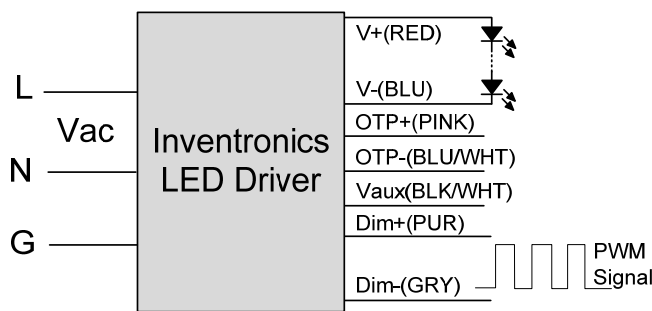 V+(RED)
L
V-(BLU)
Vac
OTP+(PINK)
Inventronics
LED Driver
OTP-(BLU/WHT)
N
Vaux(BLK/WHT)
Dim+(PUR)
G
PWM
Signal
Dim-(GRY)